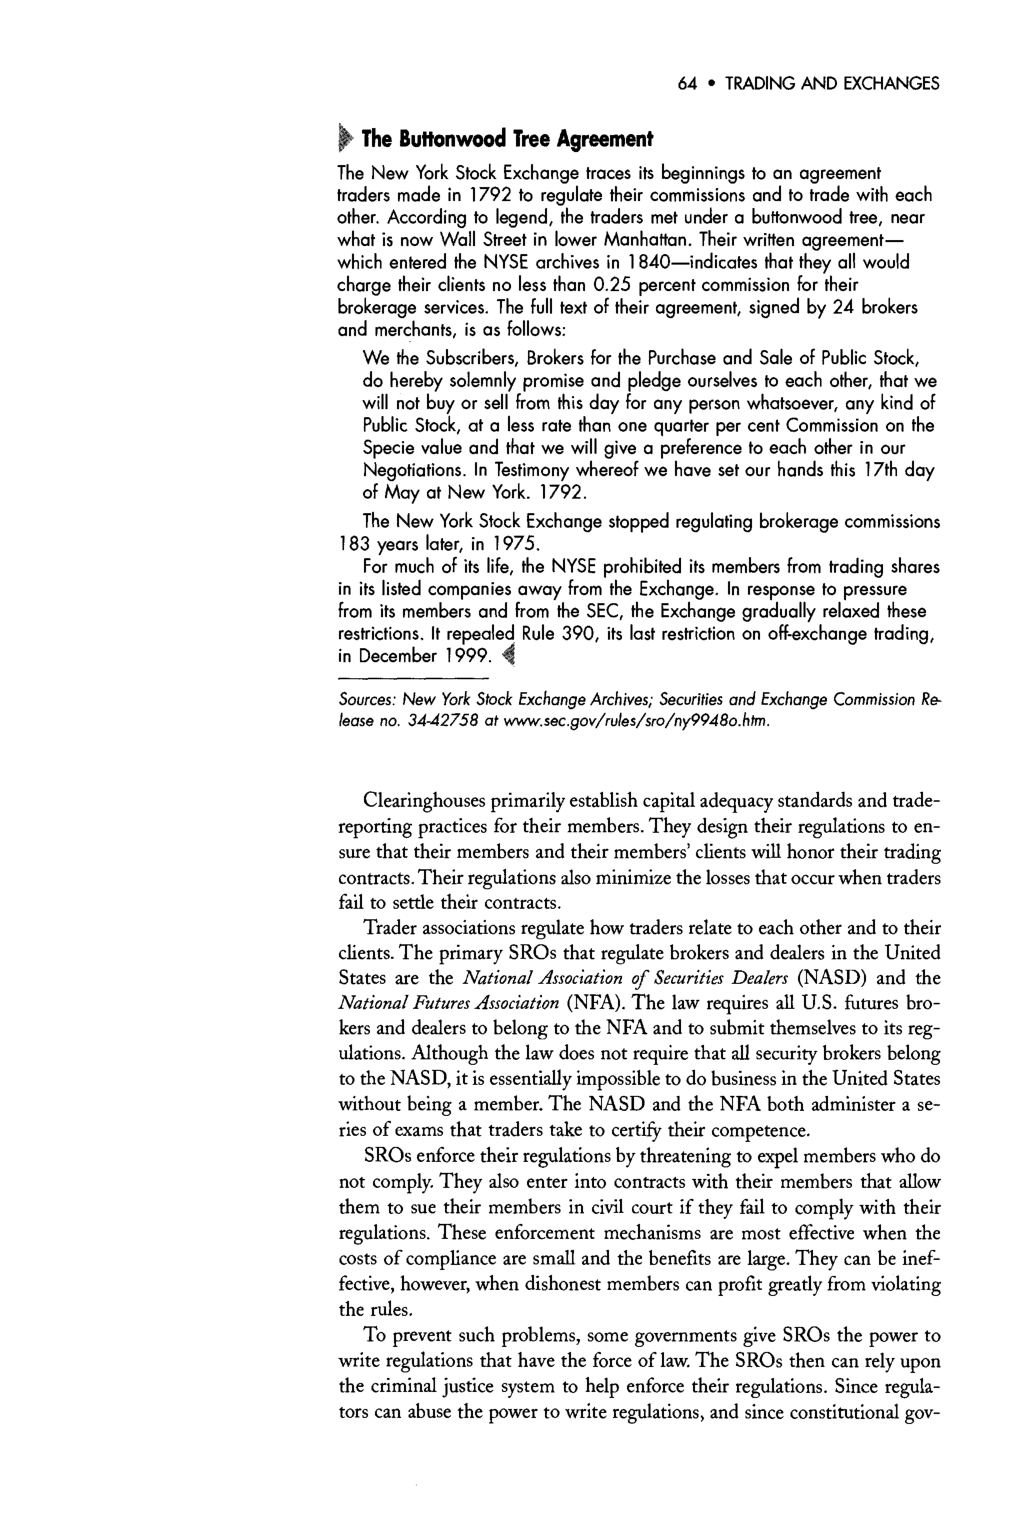 64 • TRADING AND EXCHANGES
The Buttonwood Tree Agreement
The New York Stock Exchange traces its beginnings to an agreement
traders made in 1792 to regulate their commissions and to trade with each
other. According to legend, the traders met under a buttonwood tree, near
what is now Wall Street in lower Manhattan. Their written agreement—
which entered the NYSE archives in 1840—indicates that they all would
charge their clients no less than 0.25 percent commission for their
brokerage services. The full text of their agreement, signed by 24 brokers
and merchants, is as follows:
We the Subscribers, Brokers for the Purchase and Sale of Public Stock,
do hereby solemnly promise and pledge ourselves to each other, that we
will not buy or sell from this day for any person whatsoever, any kind of
Public Stock, at a less rate than one quarter per cent Commission on the
Specie value and that we will give a preference to each other in our
Negotiations. In Testimony whereof we have set our hands this 17th day
of May at New York. 1792.
The New York Stock Exchange stopped regulating brokerage commissions
183 years later, in 1975.
For much of its life, the NYSE prohibited its members from trading shares
in its listed companies away from the Exchange. In response to pressure
from its members and from the SEC, the Exchange gradually relaxed these
restrictions. It repealed Rule 390, its last restriction on off-exchange trading,
in December 1999.
Sources: New York Stock Exchange Archives; Securities and Exchange Commission Re-
lease no. 34-42758 at www.sec.gov/rules/sro/ny9948o.htm.
Clearinghouses primarily establish capital adequacy standards and trade-
reporting practices for their members. They design their regulations to en-
sure that their members and their members' clients will honor their trading
contracts. Their regulations also minimize the losses that occur when traders
fail to settle their contracts.
Trader associations regulate how traders relate to each other and to their
clients. The primary SROs that regulate brokers and dealers in the United
States are the National Association of Securities Dealers (NASD) and the
National Futures Association (NFA). The law requires all U.S. futures bro-
kers and dealers to belong to the NFA and to submit themselves to its reg-
ulations. Although the law does not require that all security brokers belong
to the NASD, it is essentially impossible to do business in the United States
without being a member. The NASD and the NFA both administer a se-
ries of exams that traders take to certify their competence.
SROs enforce their regulations by threatening to expel members who do
not comply. They also enter into contracts with their members that allow
them to sue their members in civil court if they fail to comply with their
regulations. These enforcement mechanisms are most effective when the
costs of compliance are small and the benefits are large. They can be inef-
fective, however, when dishonest members can profit greatly from violating
the rules.
To prevent such problems, some governments give SROs the power to
write regulations that have the force of law. The SROs then can rely upon
the criminal justice system to help enforce their regulations. Since regula-
tors can abuse the power to write regulations, and since constitutional gov-